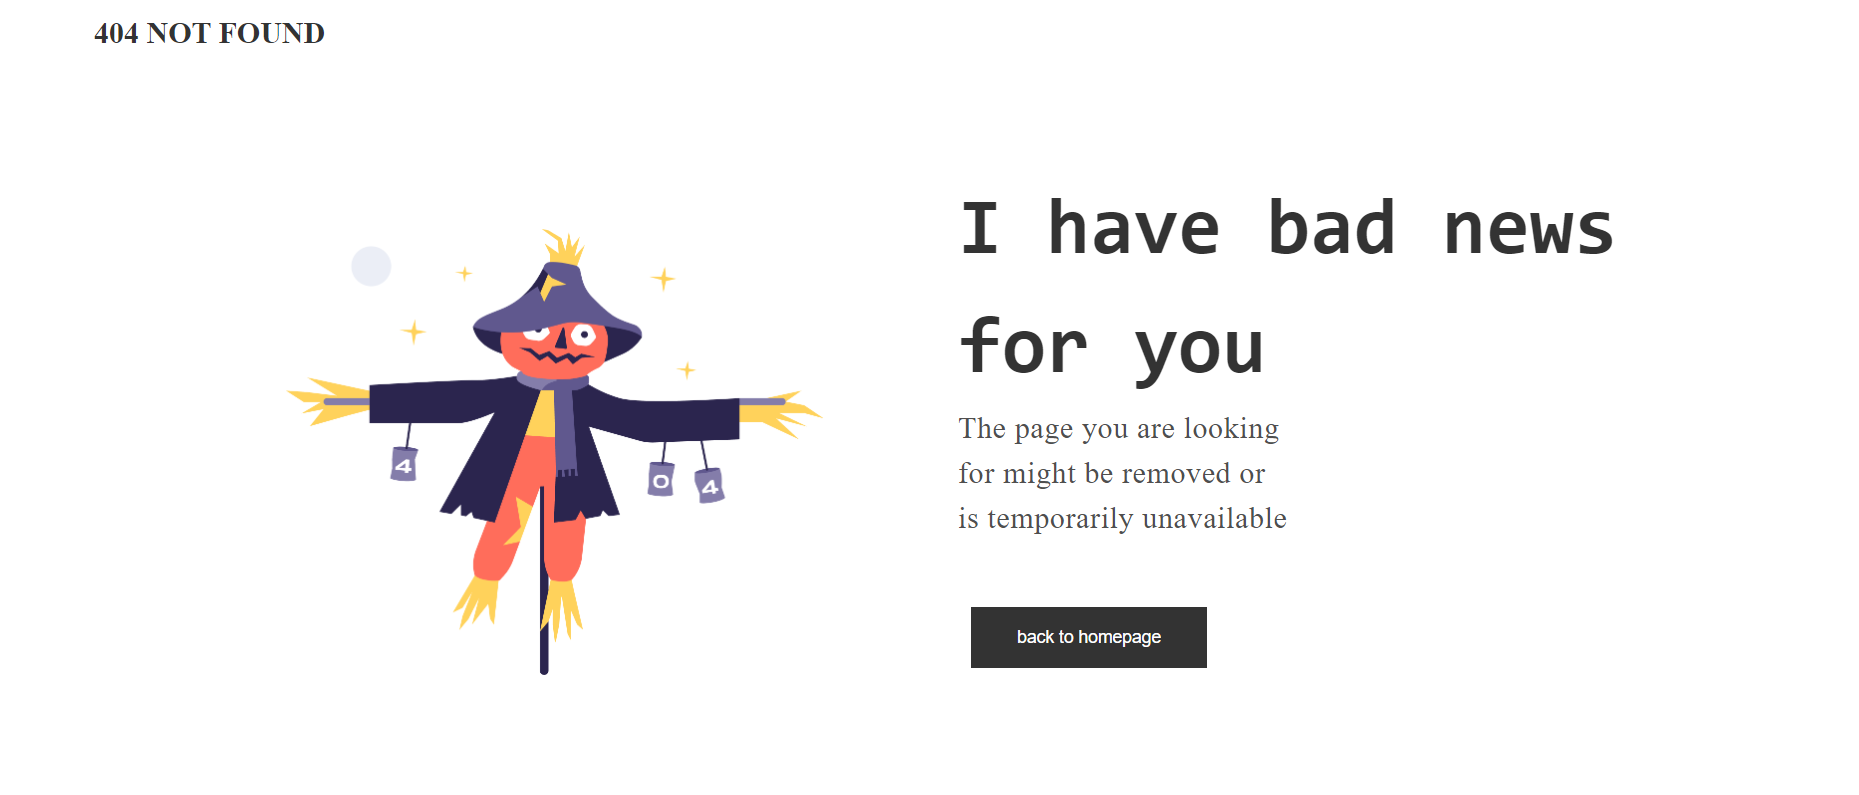 404 NOT FOUND
I have bad news
for you
The page you are looking
for might be removed or
is temporarily unavailable
back to homepage
4
0
4